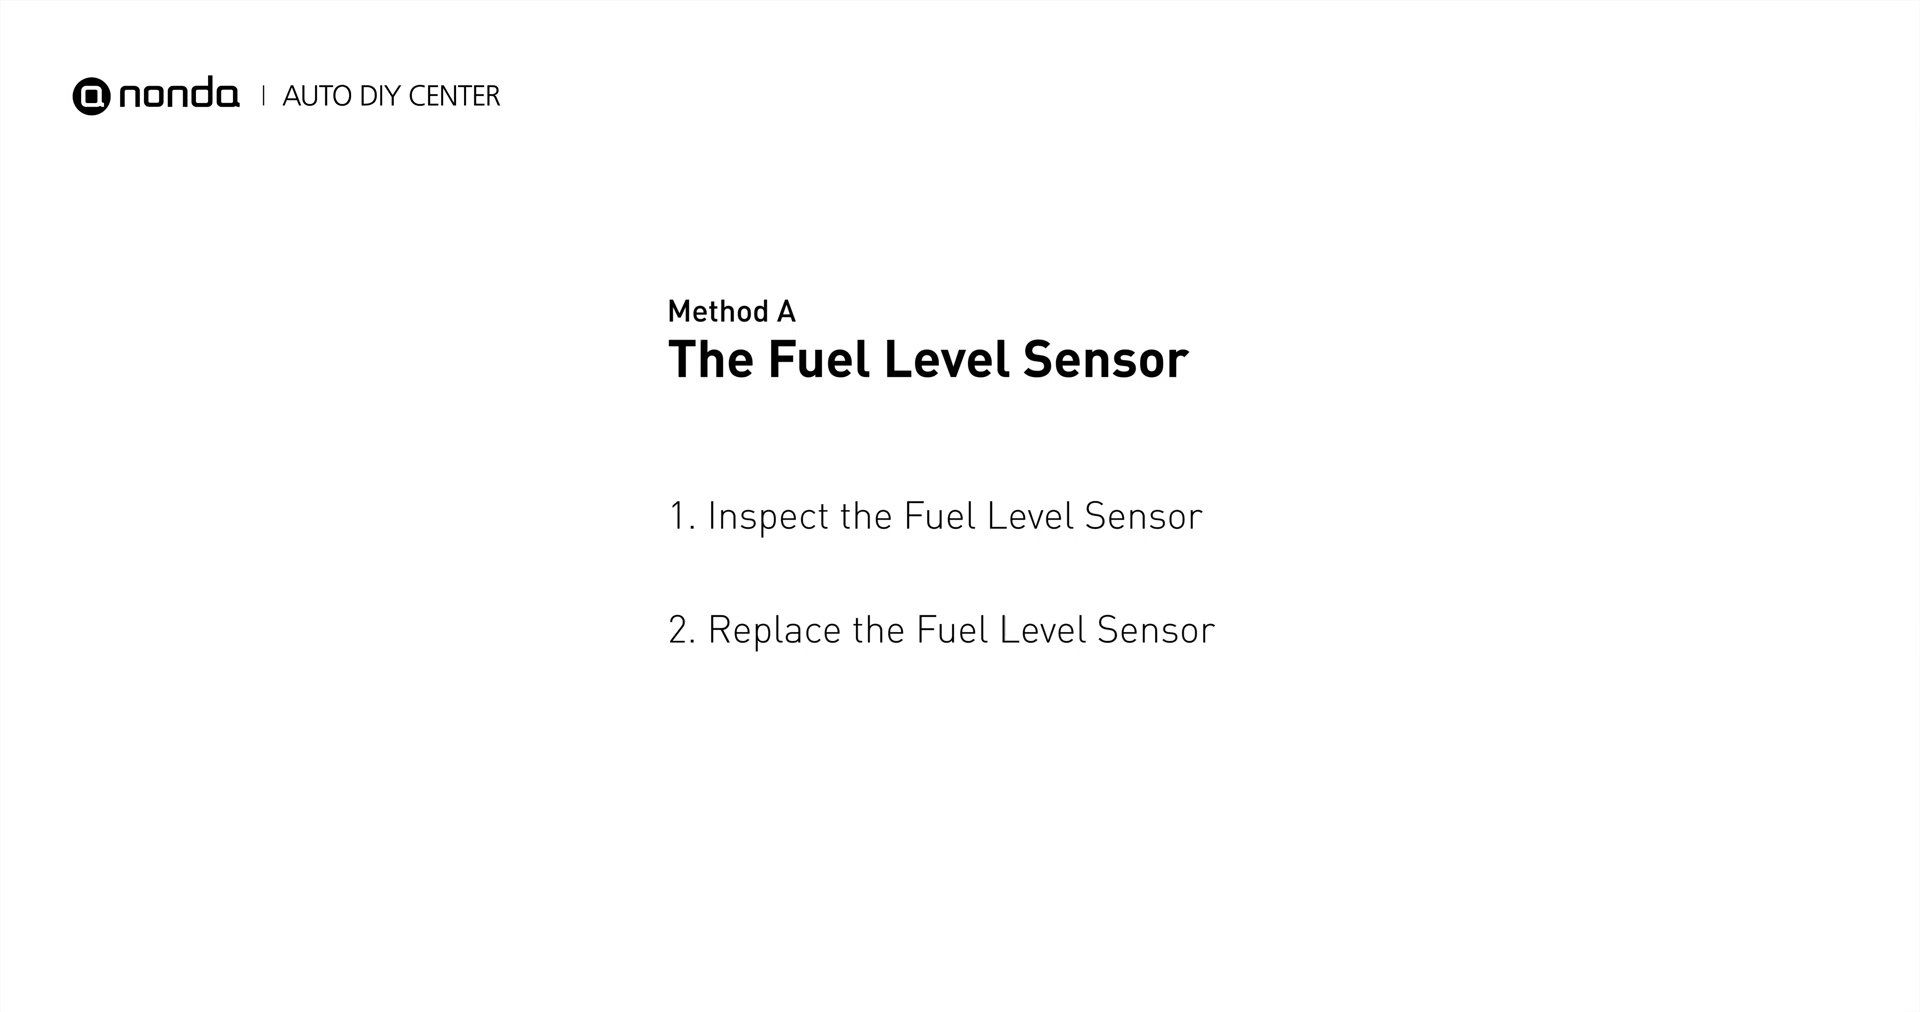 nonda | AUTO DIY CENTER
Method A
The Fuel Level Sensor
1. Inspect the Fuel Level Sensor
2. Replace the Fuel Level Sensor